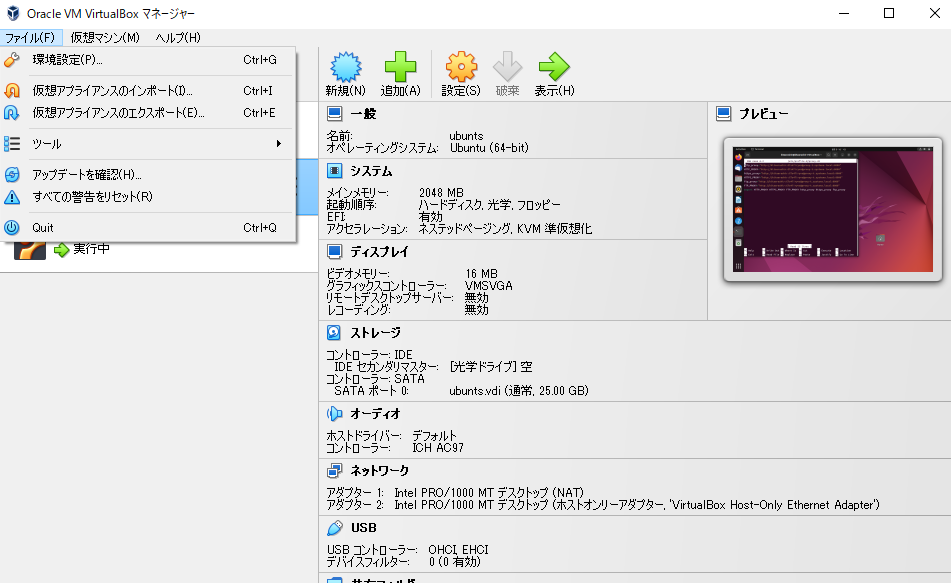 Oracle VM VirtualBox マネージャー
ファイル(F) 仮想マシン(M) ヘルプ(H)
環境設定(P)... Ctrl+G
仮想アプライアンスのインポート(I)... Ctrl+I
仮想アプライアンスのエクスポート(E)... Ctrl+E
ツール
アップデートを確認(H)...
すべての警告をリセット(R)
Quit Ctrl+Q
実行中
新規(N) 追加(A) 設定(S) 破棄 表示(H)
一般
名前: ubunts
オペレーティングシステム: Ubuntu (64-bit)
システム
メインメモリー: 2048 MB
起動順序: ハードディスク, 光学, フロッピー
EFI: 有効
アクセラレーション: ネステッドページング, KVM 準仮想化
ディスプレイ
ビデオメモリー: 16 MB
グラフィックスコントローラー: VMSVGA
リモートデスクトップサーバー: 無効
レコーディング: 無効
ストレージ
コントローラー: IDE
IDE セカンダリマスター: [光学ドライブ] 空
コントローラー: SATA
SATA ポート 0: ubunts.vdi (通常, 25.00 GB)
オーディオ
ホストドライバー: デフォルト
コントローラー: ICH AC97
ネットワーク
アダプター 1: Intel PRO/1000 MT デスクトップ (NAT)
アダプター 2: Intel PRO/1000 MT デスクトップ (ホストオンリーアダプター, 'VirtualBox Host-Only Ethernet Adapter')
USB
USB コントローラー: OHCI, EHCI
デバイスフィルター: 0 (0 有効)
プレビュー